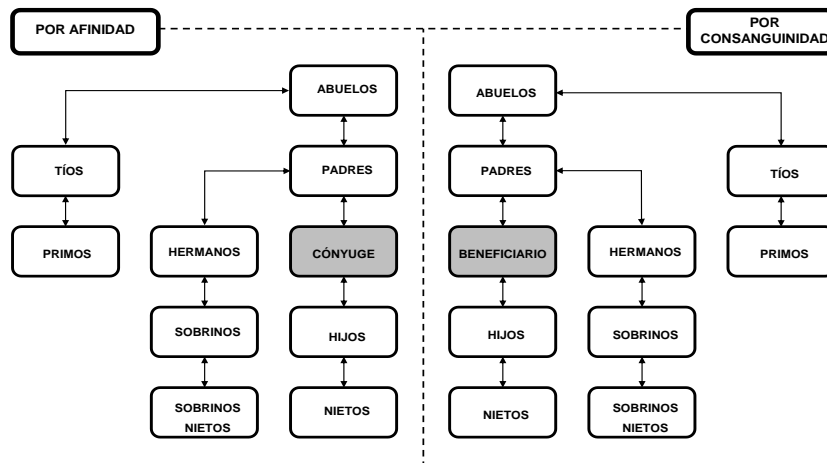 POR AFINIDAD
POR
CONSANGUINIDAD
ABUELOS
ABUELOS
TÍOS
PADRES
PADRES
TÍOS
PRIMOS
HERMANOS
CÓNYUGE
BENEFICIARIO
HERMANOS
PRIMOS
SOBRINOS
HIJOS
HIJOS
SOBRINOS
SOBRINOS
NIETOS
NIETOS
NIETOS
SOBRINOS
NIETOS